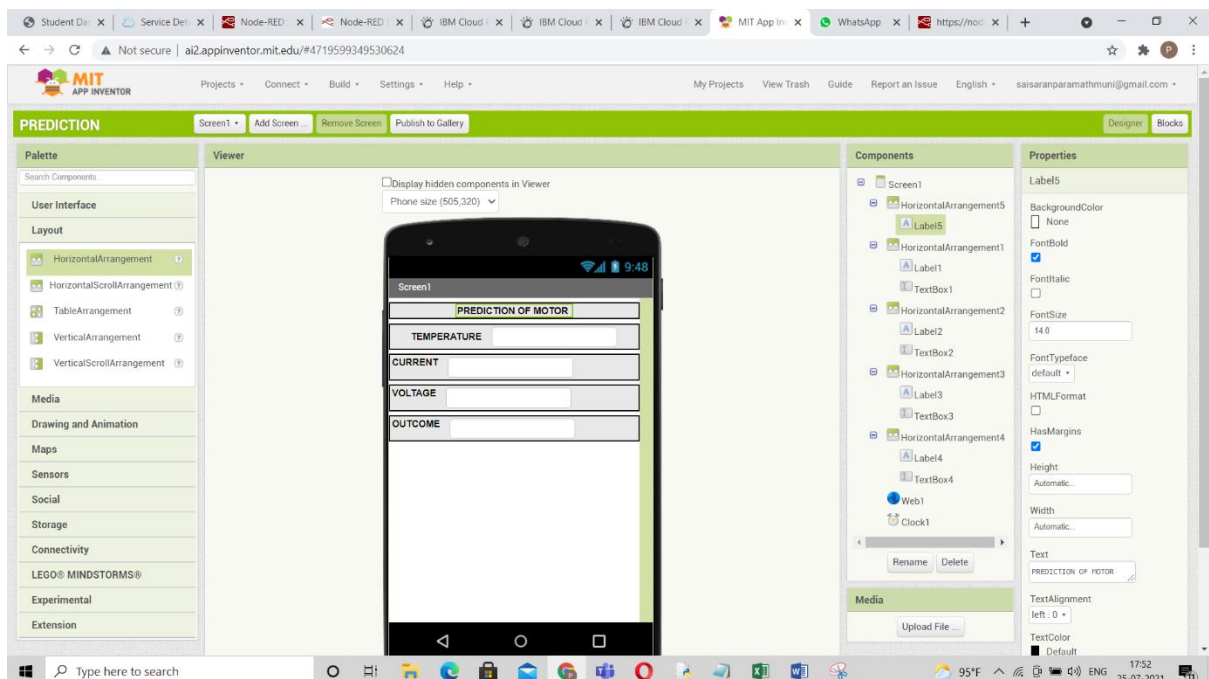 Student Da
Service Det
Node-RED
Node-RED
IBM Cloud
IBM Cloud
IBM Cloud
MIT App In
WhatsApp
https://nod
Not secure | ai2.appinventor.mit.edu/#4719599349530624
P
MIT
APP INVENTOR
Projects
Connect
Build
Settings
Help
My Projects
View Trash
Guide
Report an Issue
English
saisaranparamathmuni@gmail.com
PREDICTION
Screen1
Add Screen ...
Remove Screen
Publish to Gallery
Designer
Blocks
Palette
Search Components...
User Interface
Layout
HorizontalArrangement
HorizontalScrollArrangement
TableArrangement
VerticalArrangement
VerticalScrollArrangement
Media
Drawing and Animation
Maps
Sensors
Social
Storage
Connectivity
LEGO® MINDSTORMS®
Experimental
Extension
Viewer
Display hidden components in Viewer
Phone size (505,320)
9:48
Screen1
PREDICTION OF MOTOR
TEMPERATURE
CURRENT
VOLTAGE
OUTCOME
Components
Screen1
HorizontalArrangement5
Label5
HorizontalArrangement1
Label1
TextBox1
HorizontalArrangement2
Label2
TextBox2
HorizontalArrangement3
Label3
TextBox3
HorizontalArrangement4
Label4
TextBox4
Web1
Clock1
Rename
Delete
Media
Upload File ...
Properties
Label5
BackgroundColor
None
FontBold
FontItalic
FontSize
14.0
FontTypeface
default
HTMLFormat
HasMargins
Height
Automatic...
Width
Automatic...
Text
PREDICTION OF MOTOR
TextAlignment
left : 0
TextColor
Default
Type here to search
95°F
ENG
17:52
25-07-2021